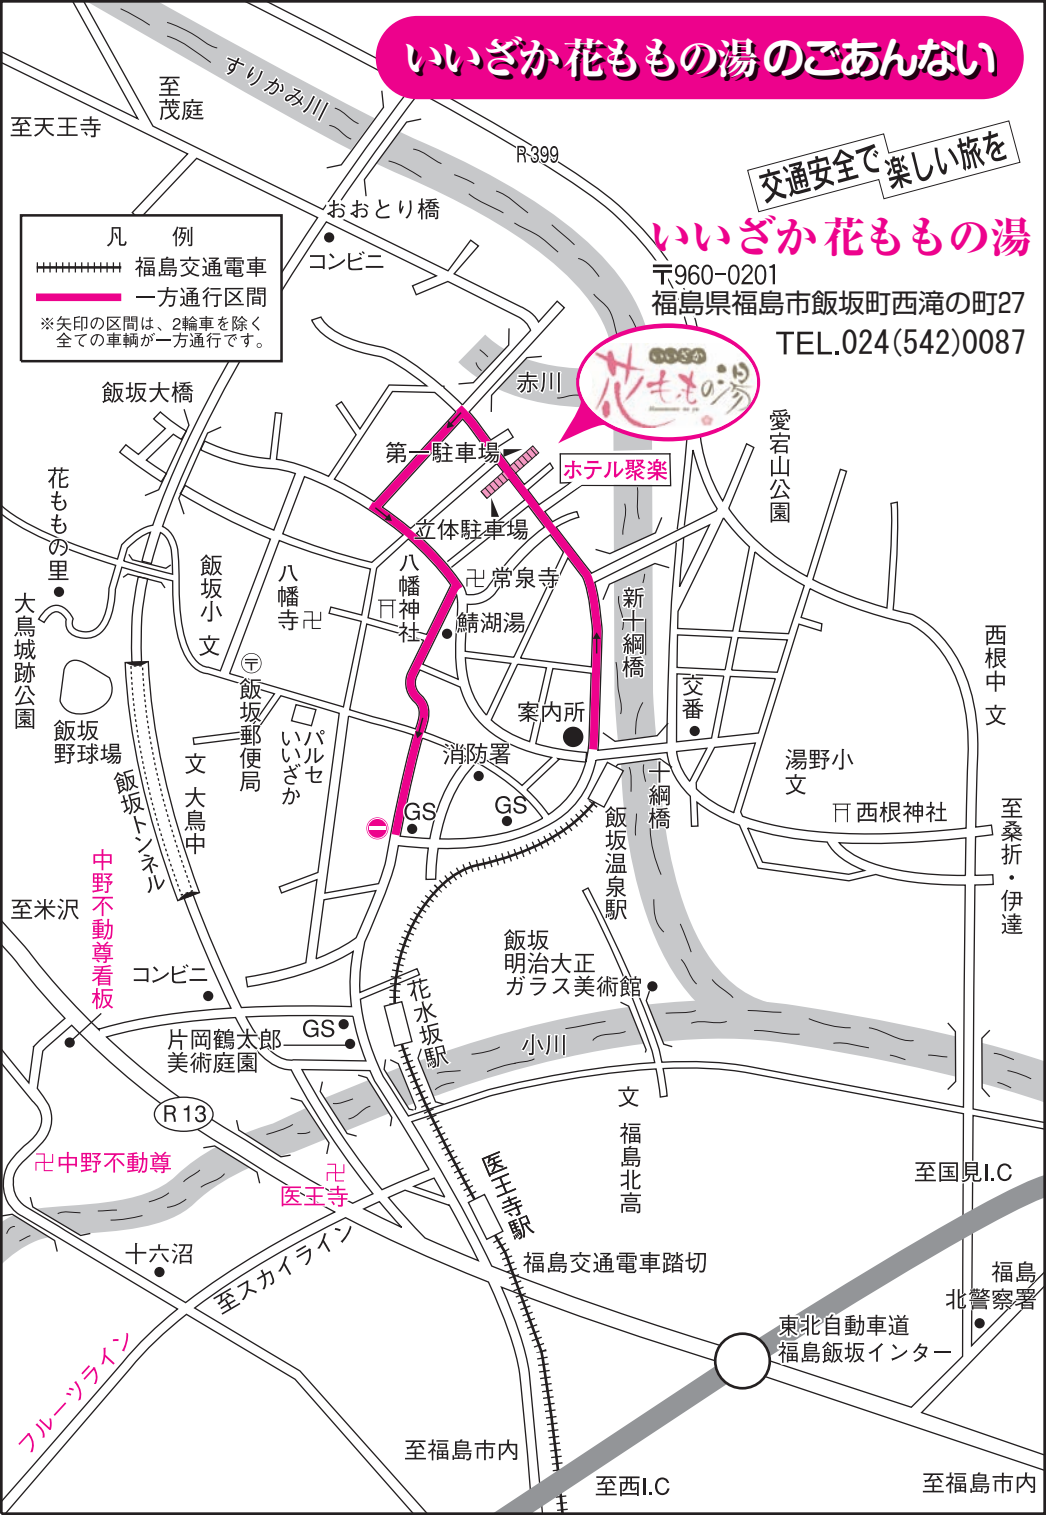 いいざか花ももの湯のごあんない
すりかみ川
至茂庭
至天王寺
R399
交通安全で
楽しい旅を
いいざか花ももの湯
〒960-0201
福島県福島市飯坂町西滝の町27
TEL.024(542)0087
おおとり橋
コンビニ
凡 例
福島交通電車
一方通行区間
※矢印の区間は、2輪車を除く
全ての車輌が一方通行です。
いいざか
花ももの湯
赤川
飯坂大橋
第一駐車場
ホテル聚楽
愛宕山公園
花ももの里
立体駐車場
飯坂小 文
八幡寺 卍
八幡神社
卍常泉寺
鯖湖湯
新十綱橋
大鳥城跡公園
西根中 文
〒飯坂郵便局
飯坂
野球場
パルセ
いいざか
案内所
交番
消防署
湯野小
文
文 大鳥中
飯坂トンネル
GS
GS
十綱橋
飯坂温泉駅
西根神社
至桑折・伊達
中野不動尊看板
至米沢
コンビニ
飯坂
明治大正
ガラス美術館
花水坂駅
GS
片岡鶴太郎
美術庭園
小川
R13
文 福島北高
卍中野不動尊
卍
医王寺
医王寺駅
至国見I.C
十六沼
至スカイライン
福島交通電車踏切
福島
北警察署
東北自動車道
福島飯坂インター
フルーツライン
至福島市内
至西I.C
至福島市内